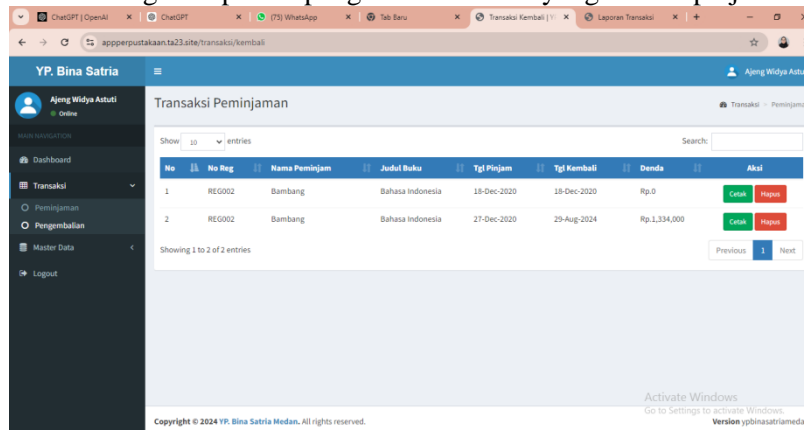 ChatGPT | OpenAI
ChatGPT
(73) WhatsApp
Tab Baru
Transaksi Kembali |
Laporan Transaksi
appperpustakaan.ta23.site/transaksi/kembali
YP. Bina Satria
Ajeng Widya Astu
Ajeng Widya Astuti
Online
Transaksi Peminjaman
Transaksi > Peminjama
MAIN NAVIGATION
Dashboard
Transaksi
Peminjaman
Pengembalian
Master Data
Logout
Show 10 entries
Search:
No No Reg Nama Peminjam Judul Buku Tgl Pinjam Tgl Kembali Denda Aksi
1 REG002 Bambang Bahasa Indonesia 18-Dec-2020 18-Dec-2020 Rp.0 Cetak Hapus
2 REG002 Bambang Bahasa Indonesia 27-Dec-2020 29-Aug-2024 Rp.1,334,000 Cetak Hapus
Showing 1 to 2 of 2 entries
Previous 1 Next
Activate Windows
Go to Settings to activate Windows.
Copyright © 2024 YP. Bina Satria Medan. All rights reserved.
Version ypbinasatriameda